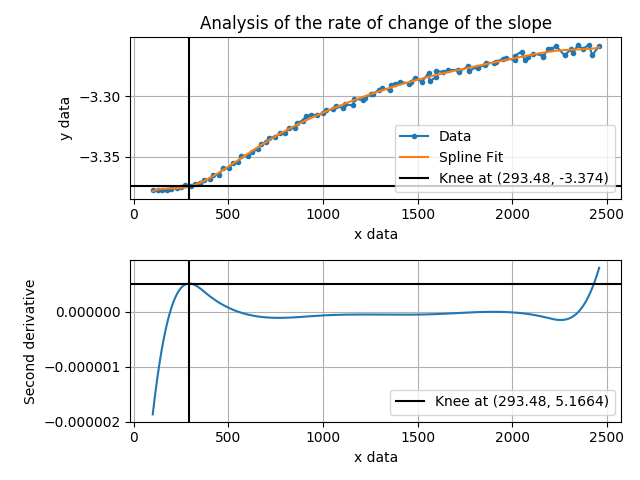 Analysis of the rate of change of the slope
y data
−3.30
−3.35
Data
Spline Fit
Knee at (293.48, -3.374)
0 500 1000 1500 2000 2500
x data
Second derivative
0.000000
−0.000001
−0.000002
Knee at (293.48, 5.1664)
0 500 1000 1500 2000 2500
x data